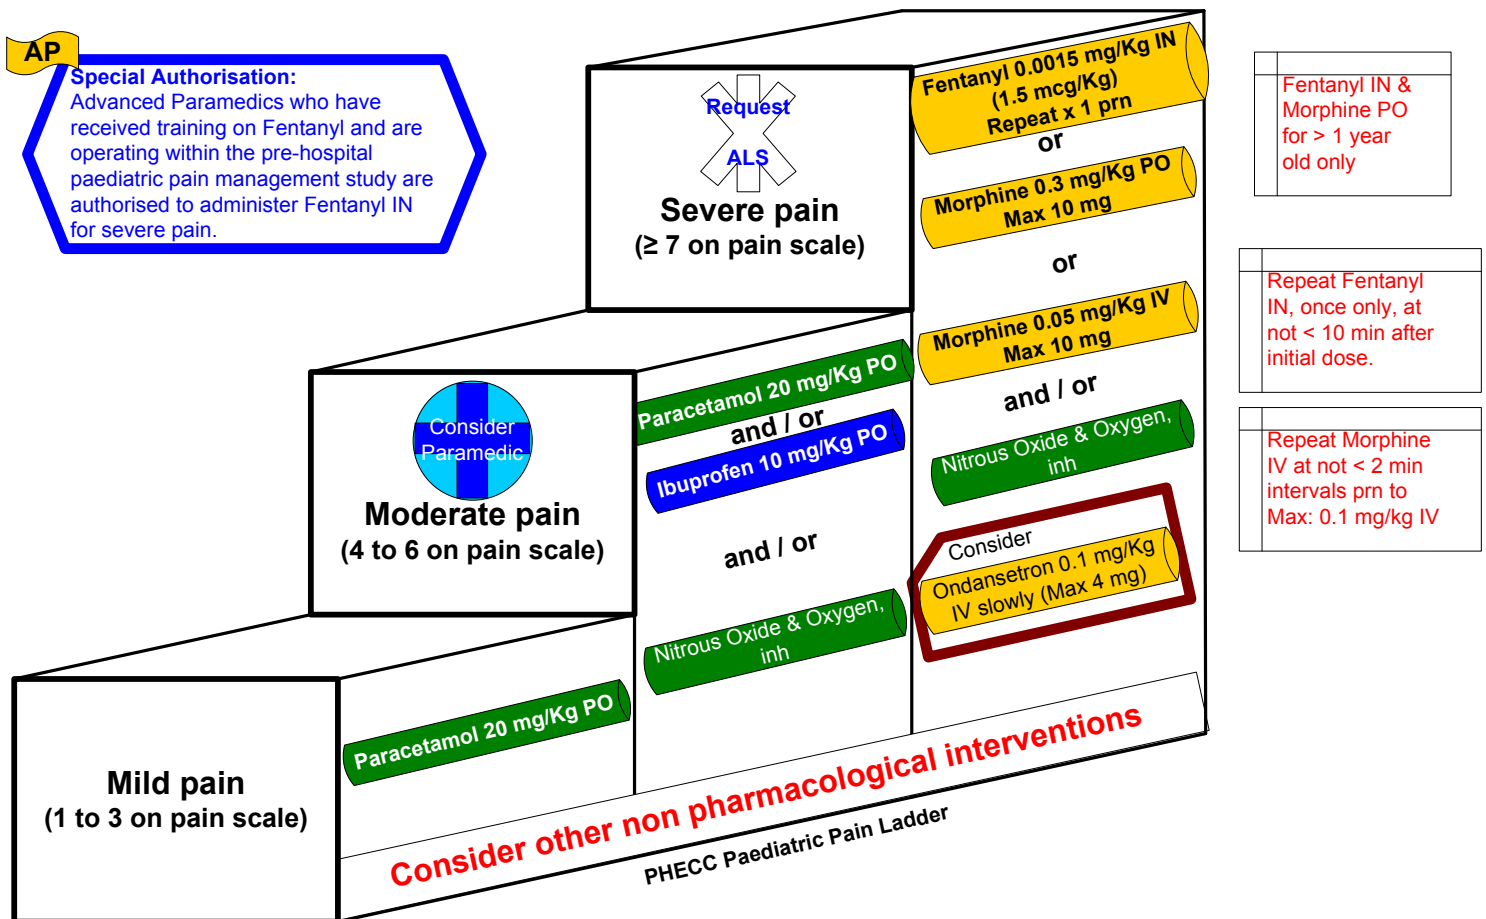 AP
Special Authorisation:
Advanced Paramedics who have
received training on Fentanyl and are
operating within the pre-hospital
paediatric pain management study are
authorised to administer Fentanyl IN
for severe pain.
Request
ALS
Severe pain
(≥ 7 on pain scale)
Fentanyl 0.0015 mg/Kg IN
(1.5 mcg/Kg)
Repeat x 1 prn
or
Morphine 0.3 mg/Kg PO
Max 10 mg
or
Morphine 0.05 mg/Kg IV
Max 10 mg
and / or
Nitrous Oxide & Oxygen,
inh
Consider
Ondansetron 0.1 mg/Kg
IV slowly (Max 4 mg)
Fentanyl IN &
Morphine PO
for > 1 year
old only
Repeat Fentanyl
IN, once only, at
not < 10 min after
initial dose.
Repeat Morphine
IV at not < 2 min
intervals prn to
Max: 0.1 mg/kg IV
Consider
Paramedic
Moderate pain
(4 to 6 on pain scale)
Paracetamol 20 mg/Kg PO
and / or
Ibuprofen 10 mg/Kg PO
and / or
Nitrous Oxide & Oxygen,
inh
Mild pain
(1 to 3 on pain scale)
Paracetamol 20 mg/Kg PO
Consider other non pharmacological interventions
PHECC Paediatric Pain Ladder